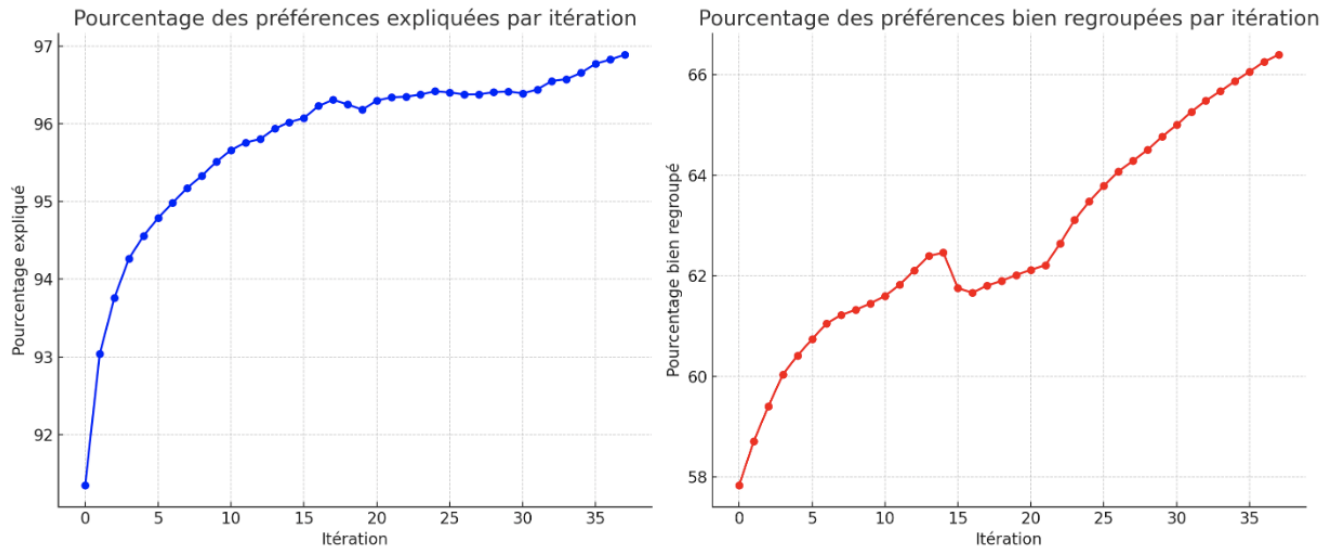 Pourcentage des préférences expliquées par itération
Pourcentage expliqué
97
96
95
94
93
92
0 5 10 15 20 25 30 35
Itération
Pourcentage des préférences bien regroupées par itération
Pourcentage bien regroupé
66
64
62
60
58
0 5 10 15 20 25 30 35
Itération